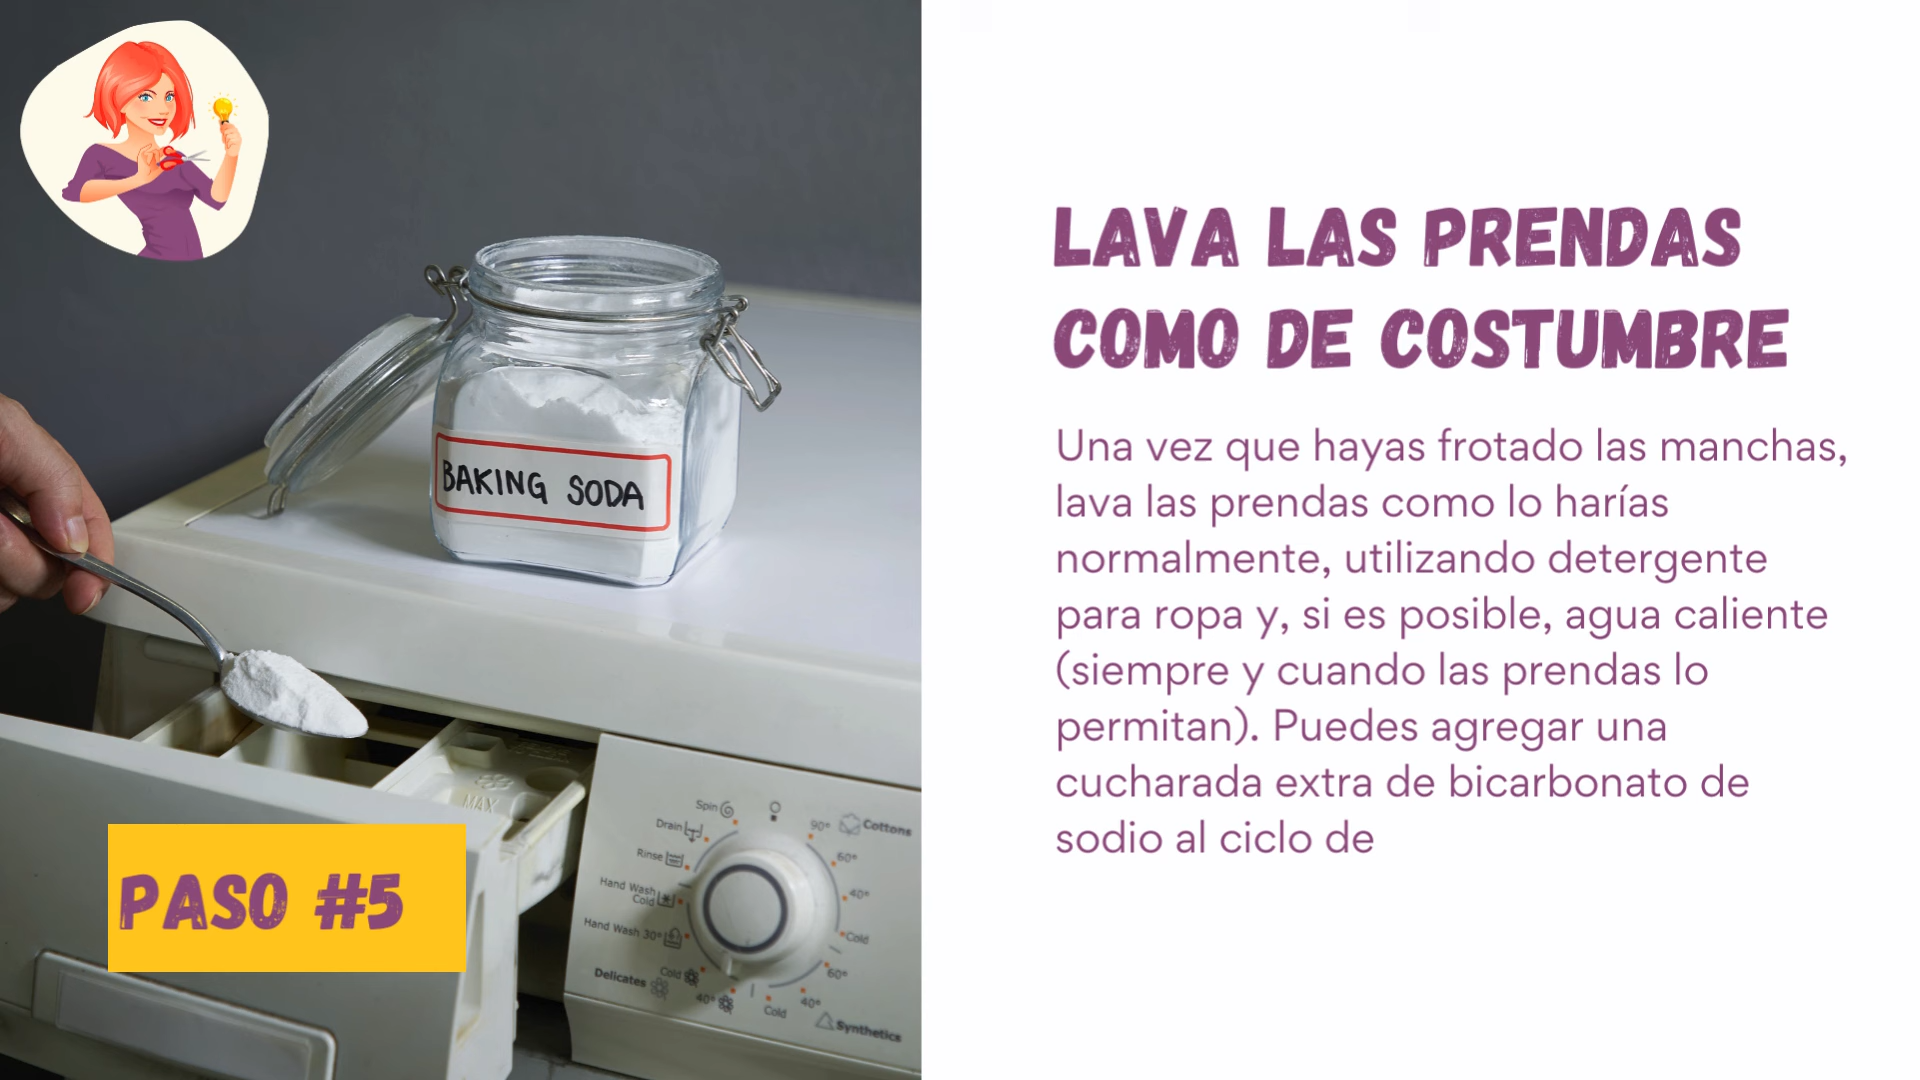 LAVA LAS PRENDAS
COMO DE COSTUMBRE
Una vez que hayas frotado las manchas,
lava las prendas como lo harías
normalmente, utilizando detergente
para ropa y, si es posible, agua caliente
(siempre y cuando las prendas lo
permitan). Puedes agregar una
cucharada extra de bicarbonato de
sodio al ciclo de
BAKING SODA
MAX
PASO #5
Spin
Drain
Rinse
Hand Wash
Cold
Hand Wash 30°
Delicates
Cold
40°
90°
Cottons
60°
40°
Cold
60°
40°
Cold
Synthetics